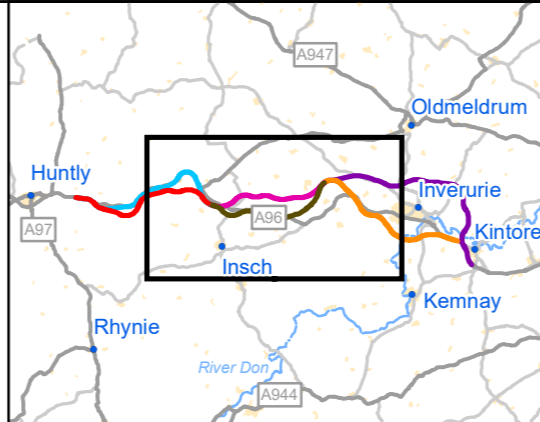 A947
Oldmeldrum
Huntly
Inverurie
A97
A96
Kintore
Insch
Kemnay
Rhynie
River Don
A944